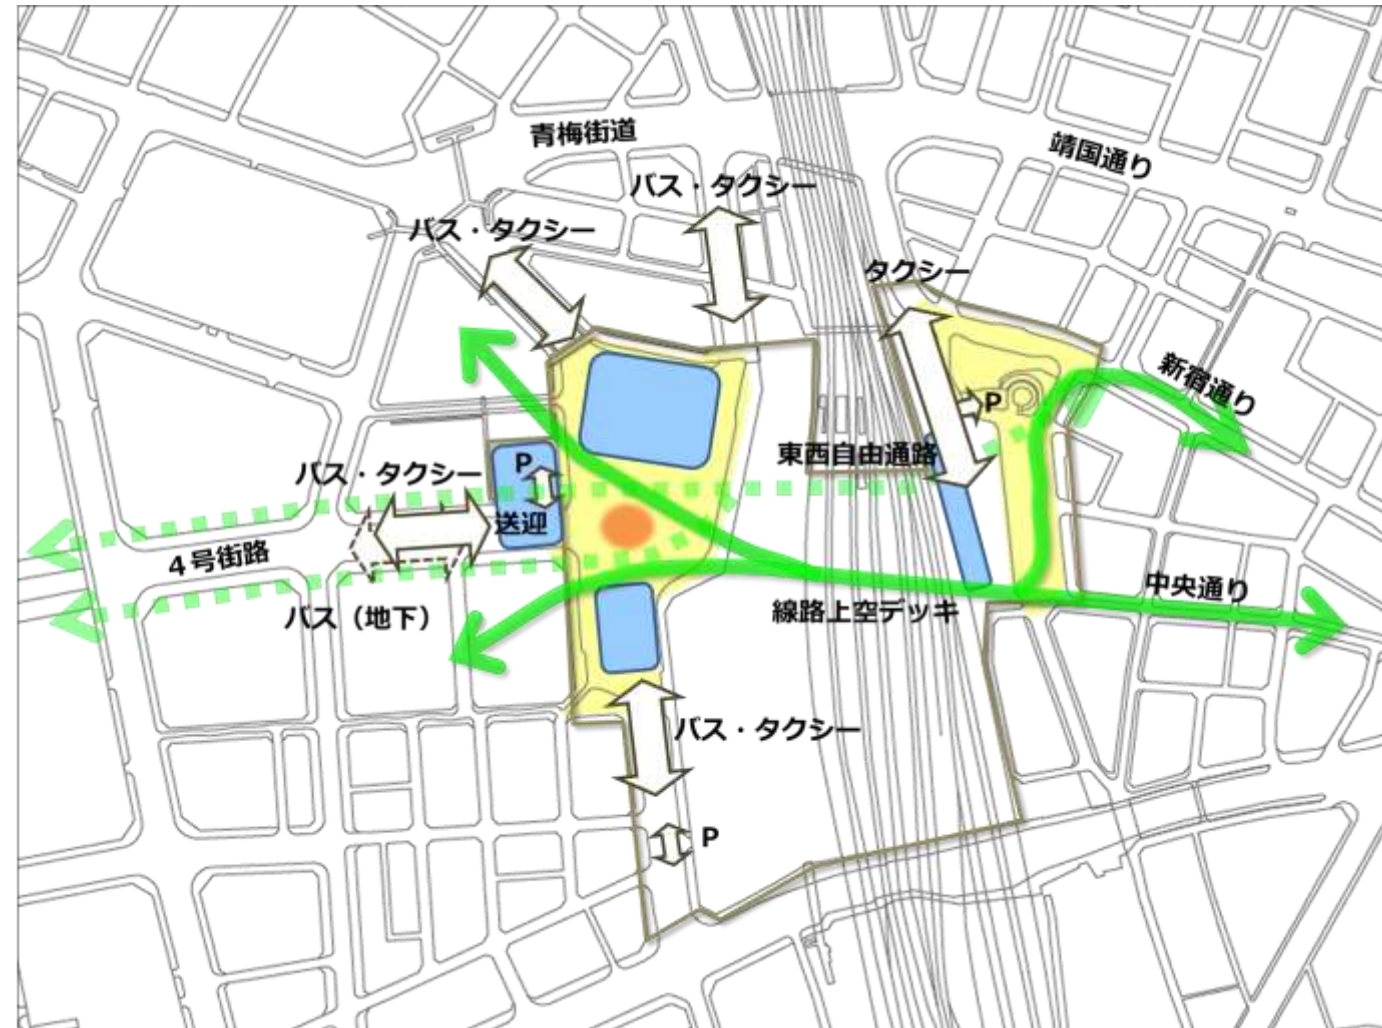 青梅街道
靖国通り
バス・タクシー
バス・タクシー
タクシー
新宿通り
P
東西自由通路
P
バス・タクシー
送迎
4号街路
中央通り
バス（地下）
線路上空デッキ
バス・タクシー
P